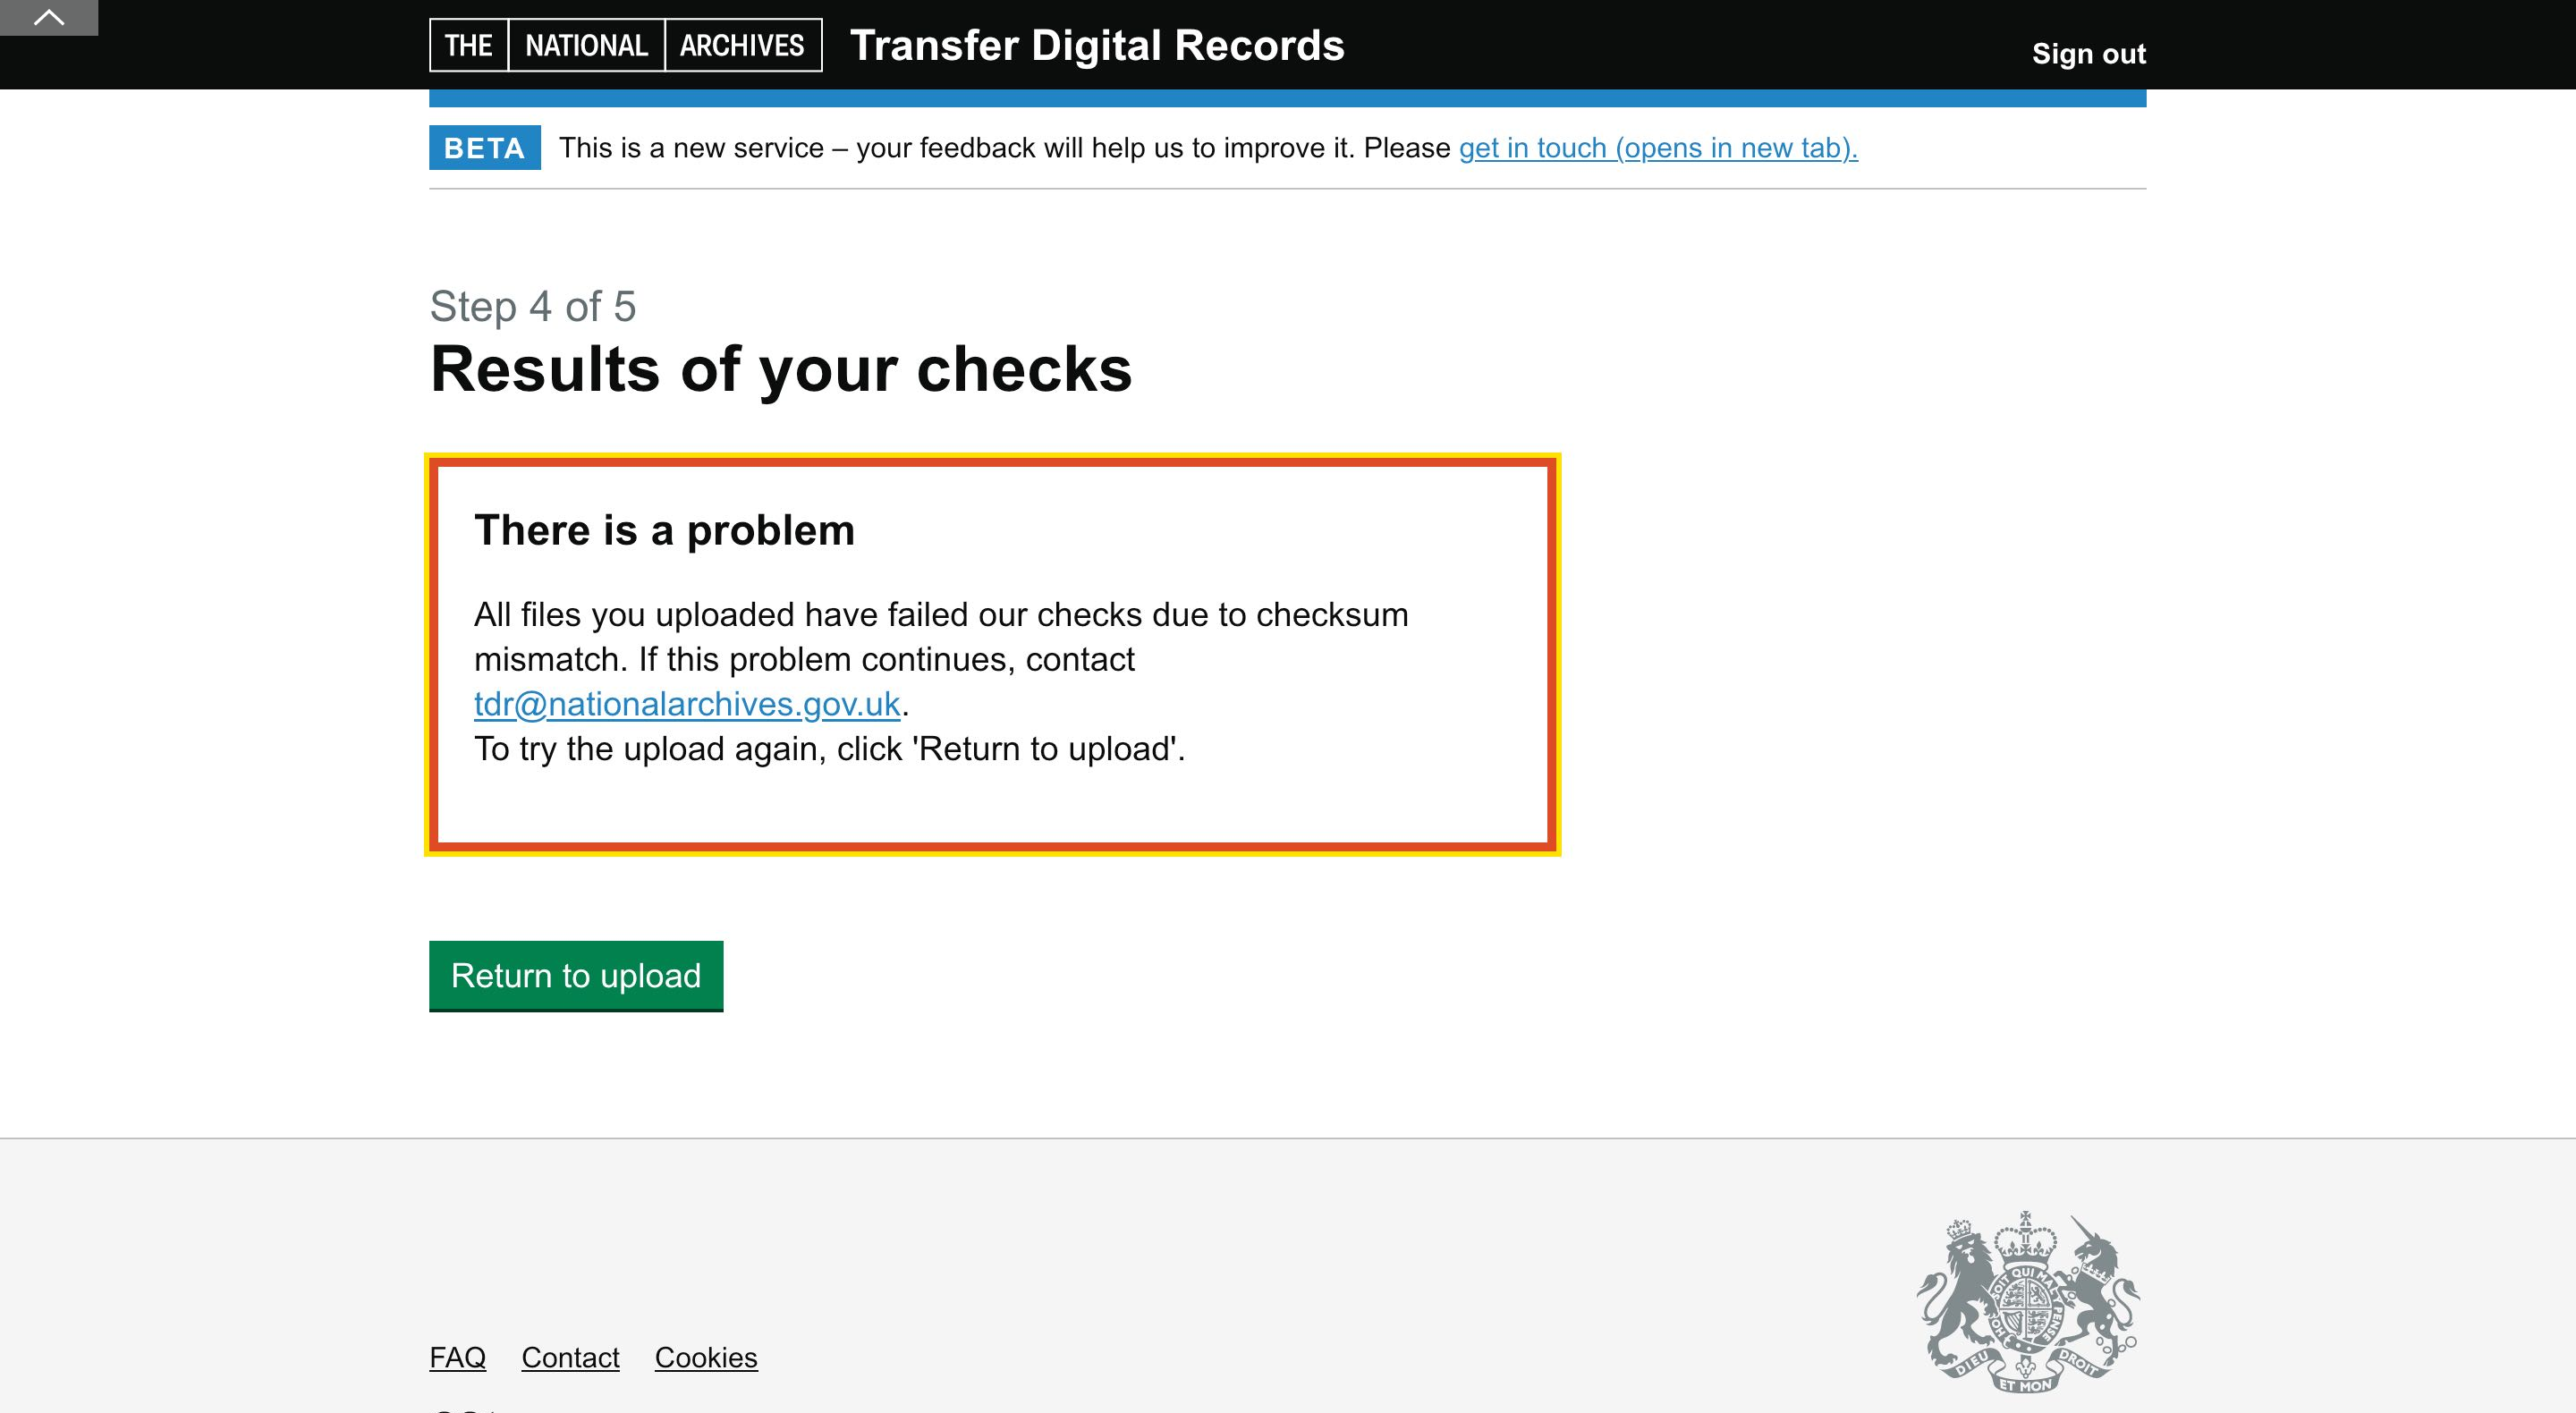 THE NATIONAL ARCHIVES Transfer Digital Records
Sign out
BETA This is a new service – your feedback will help us to improve it. Please get in touch (opens in new tab).
Step 4 of 5
Results of your checks
There is a problem
All files you uploaded have failed our checks due to checksum
mismatch. If this problem continues, contact
tdr@nationalarchives.gov.uk.
To try the upload again, click 'Return to upload'.
Return to upload
FAQ Contact Cookies
DIEU ET MON DROIT